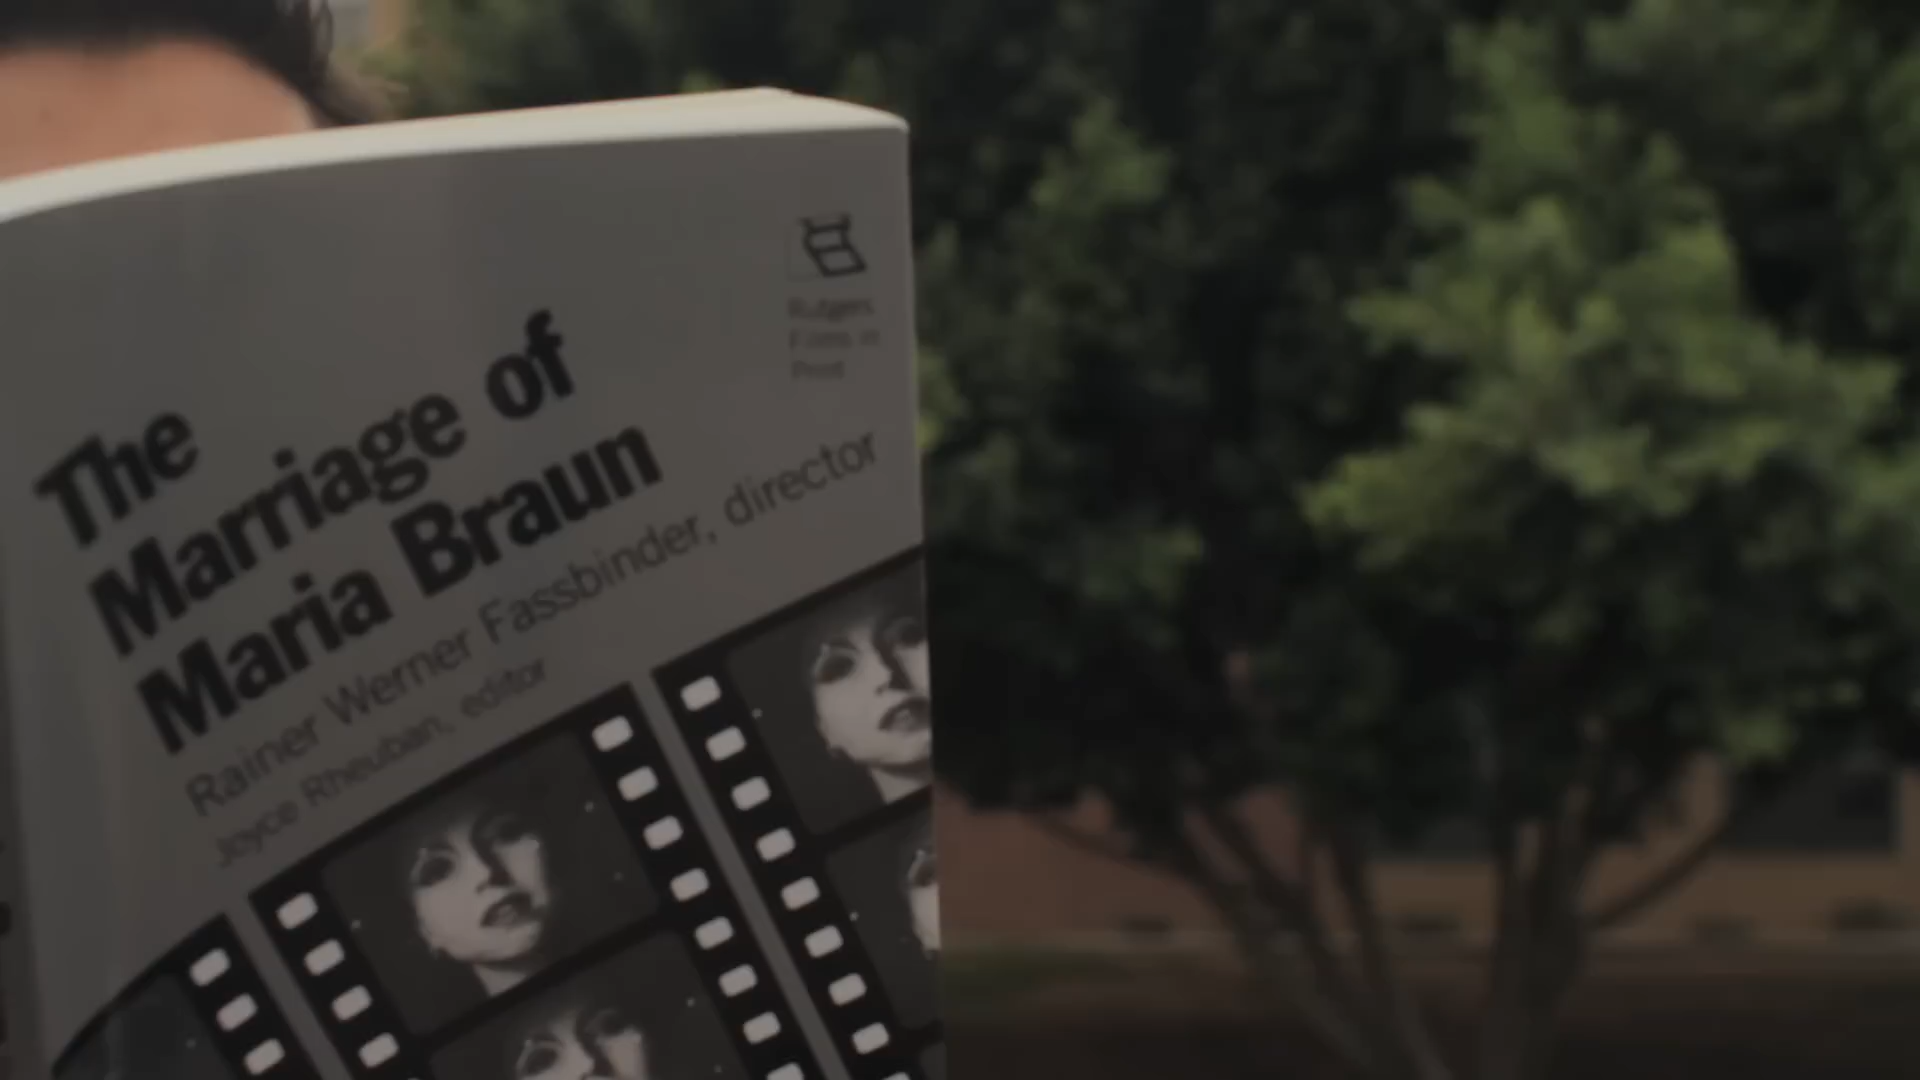 Rutgers
Films in
Print
The
Marriage of
Maria Braun
Rainer Werner Fassbinder, director
Joyce Rheuban, editor